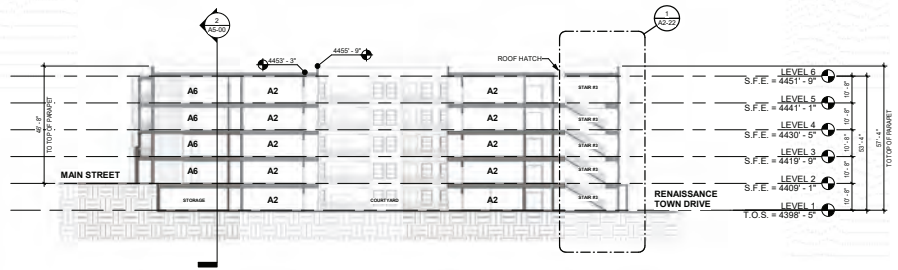 2
A5-00
1
A2-22
4455' - 9"
4453' - 3"
ROOF HATCH
LEVEL 6
S.F.E. = 4451' - 9"
A6 A2 A2 STAIR #3
LEVEL 5
S.F.E. = 4441' - 1"
A6 A2 A2 STAIR #3
LEVEL 4
S.F.E. = 4430' - 5"
A6 A2 A2 STAIR #3
LEVEL 3
S.F.E. = 4419' - 9"
A6 A2 A2 STAIR #3
MAIN STREET
LEVEL 2
S.F.E. = 4409' - 1"
STORAGE A2 COURTYARD A2 STAIR #3
RENAISSANCE
TOWN DRIVE
LEVEL 1
T.O.S. = 4398' - 5"
46' - 8"
TO TOP OF PARAPET
10' - 8"
10' - 8"
10' - 8"
10' - 8"
10' - 8"
53' - 4"
57' - 4"
TO TOP OF PARAPET